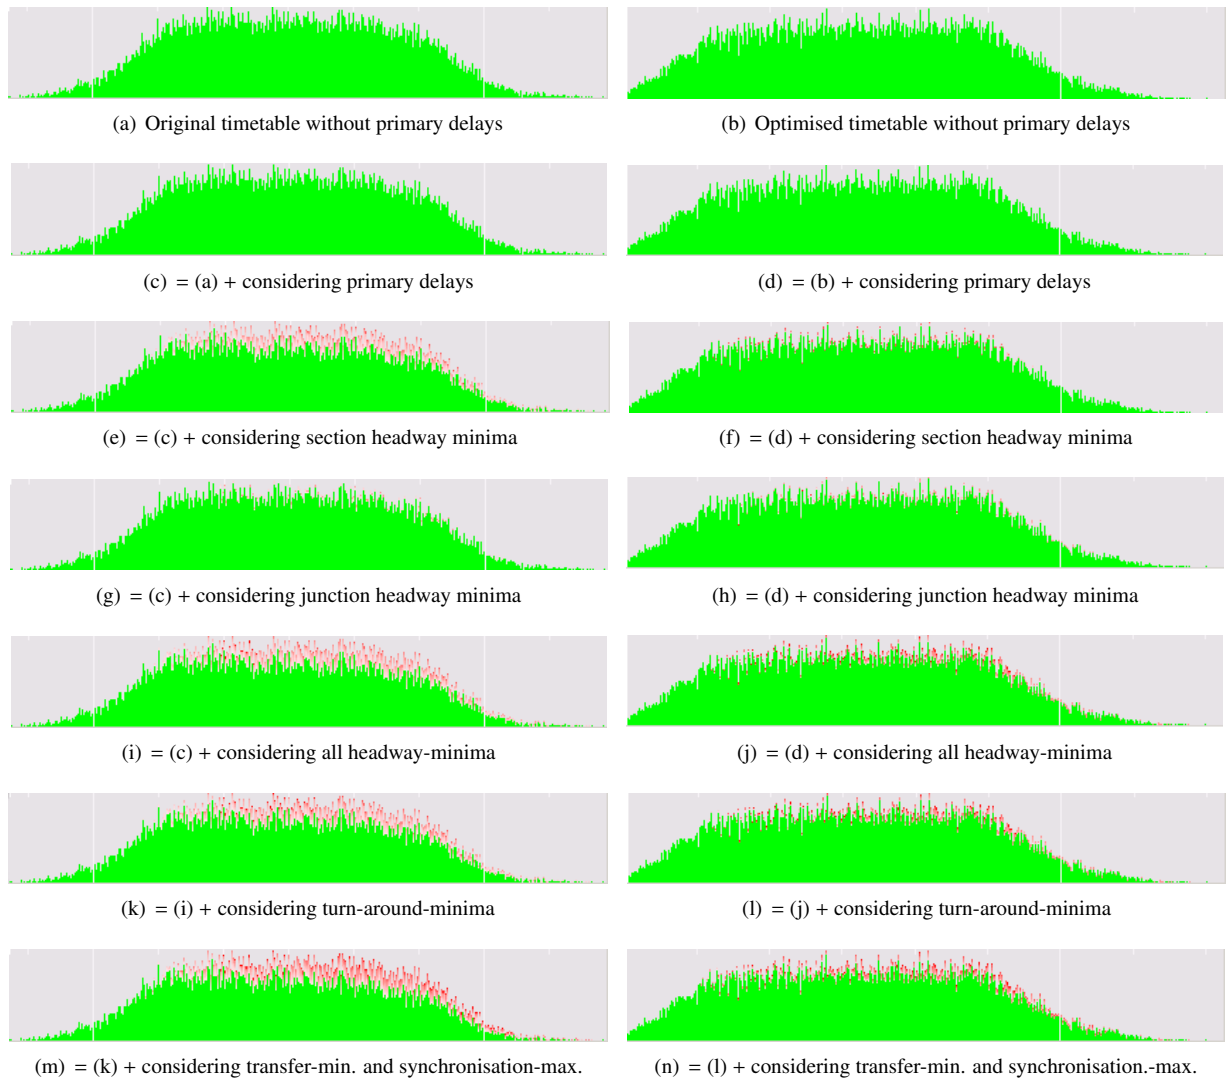 (a) Original timetable without primary delays
(b) Optimised timetable without primary delays
(c) = (a) + considering primary delays
(d) = (b) + considering primary delays
(e) = (c) + considering section headway minima
(f) = (d) + considering section headway minima
(g) = (c) + considering junction headway minima
(h) = (d) + considering junction headway minima
(i) = (c) + considering all headway-minima
(j) = (d) + considering all headway-minima
(k) = (i) + considering turn-around-minima
(l) = (j) + considering turn-around-minima
(m) = (k) + considering transfer-min. and synchronisation-max.
(n) = (l) + considering transfer-min. and synchronisation.-max.